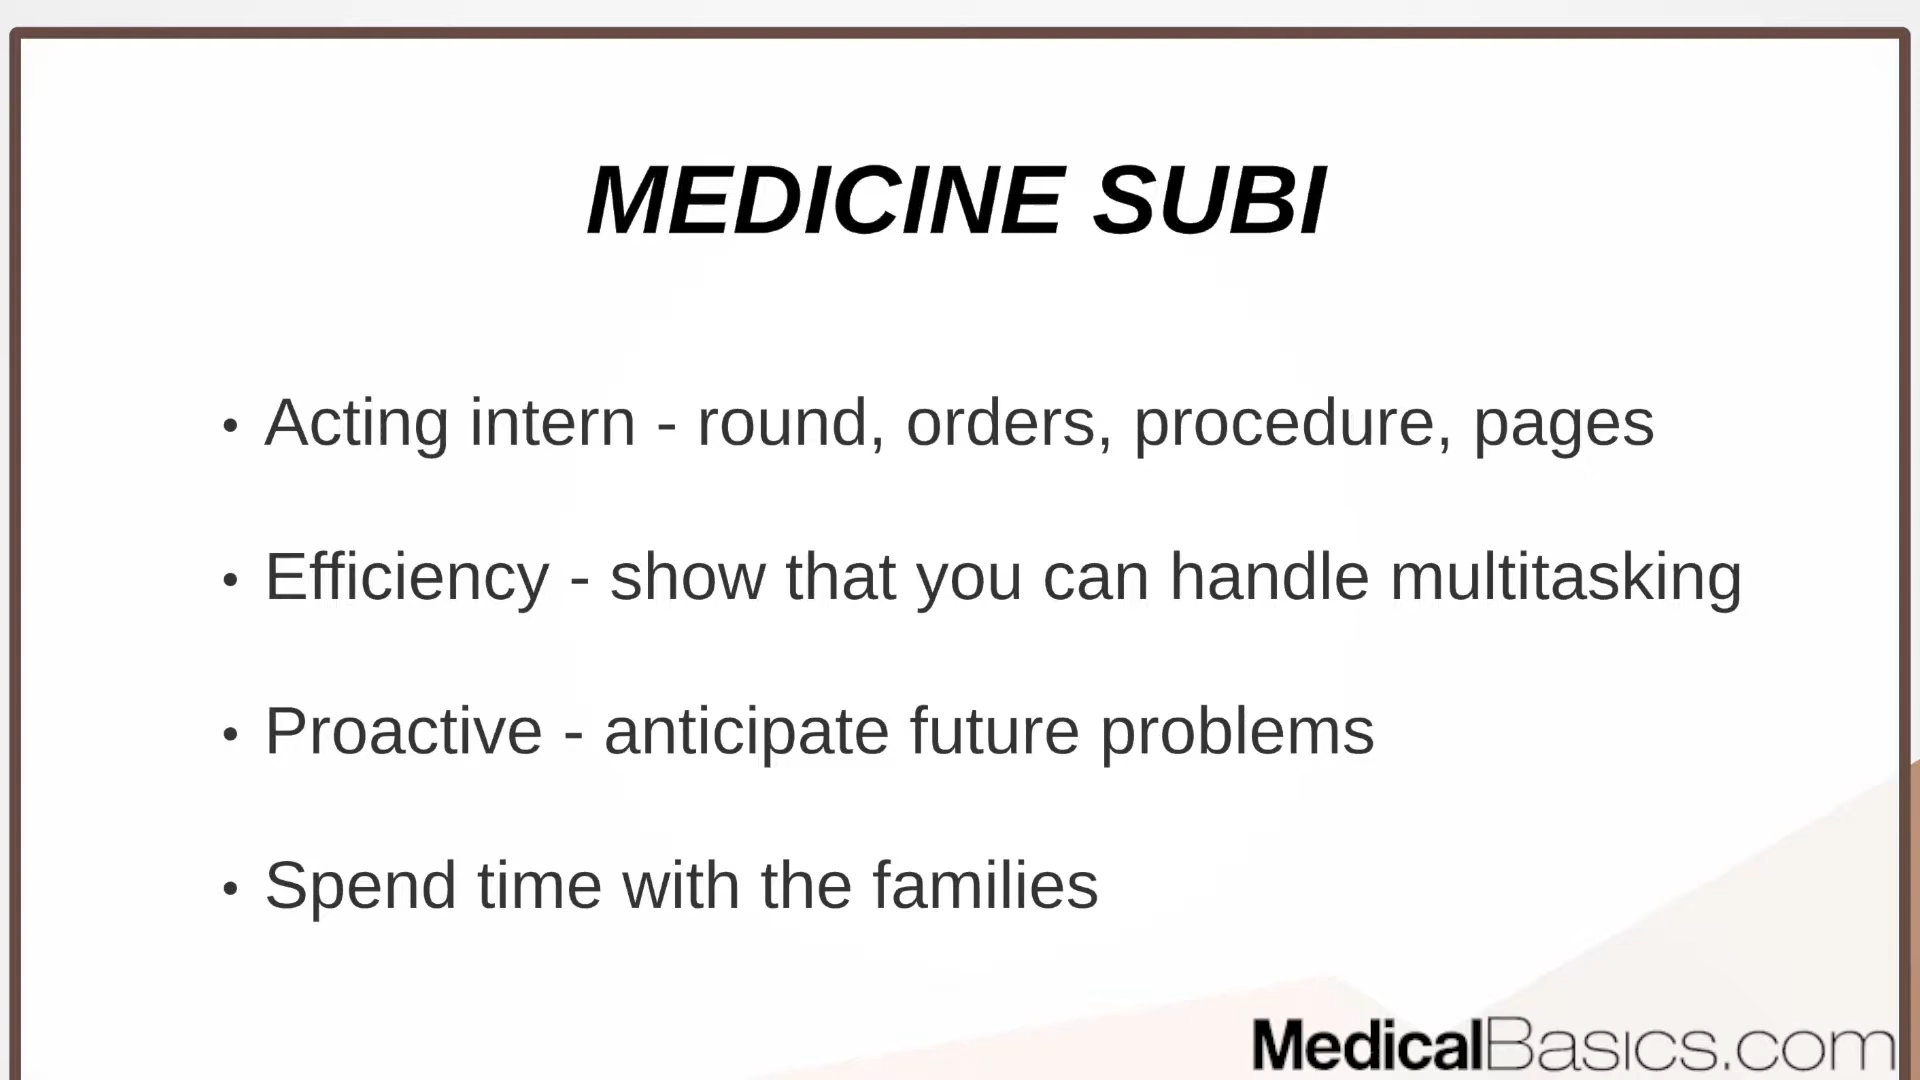 MEDICINE SUBI
• Acting intern - round, orders, procedure, pages
• Efficiency - show that you can handle multitasking
• Proactive - anticipate future problems
• Spend time with the families
MedicalBasics.com